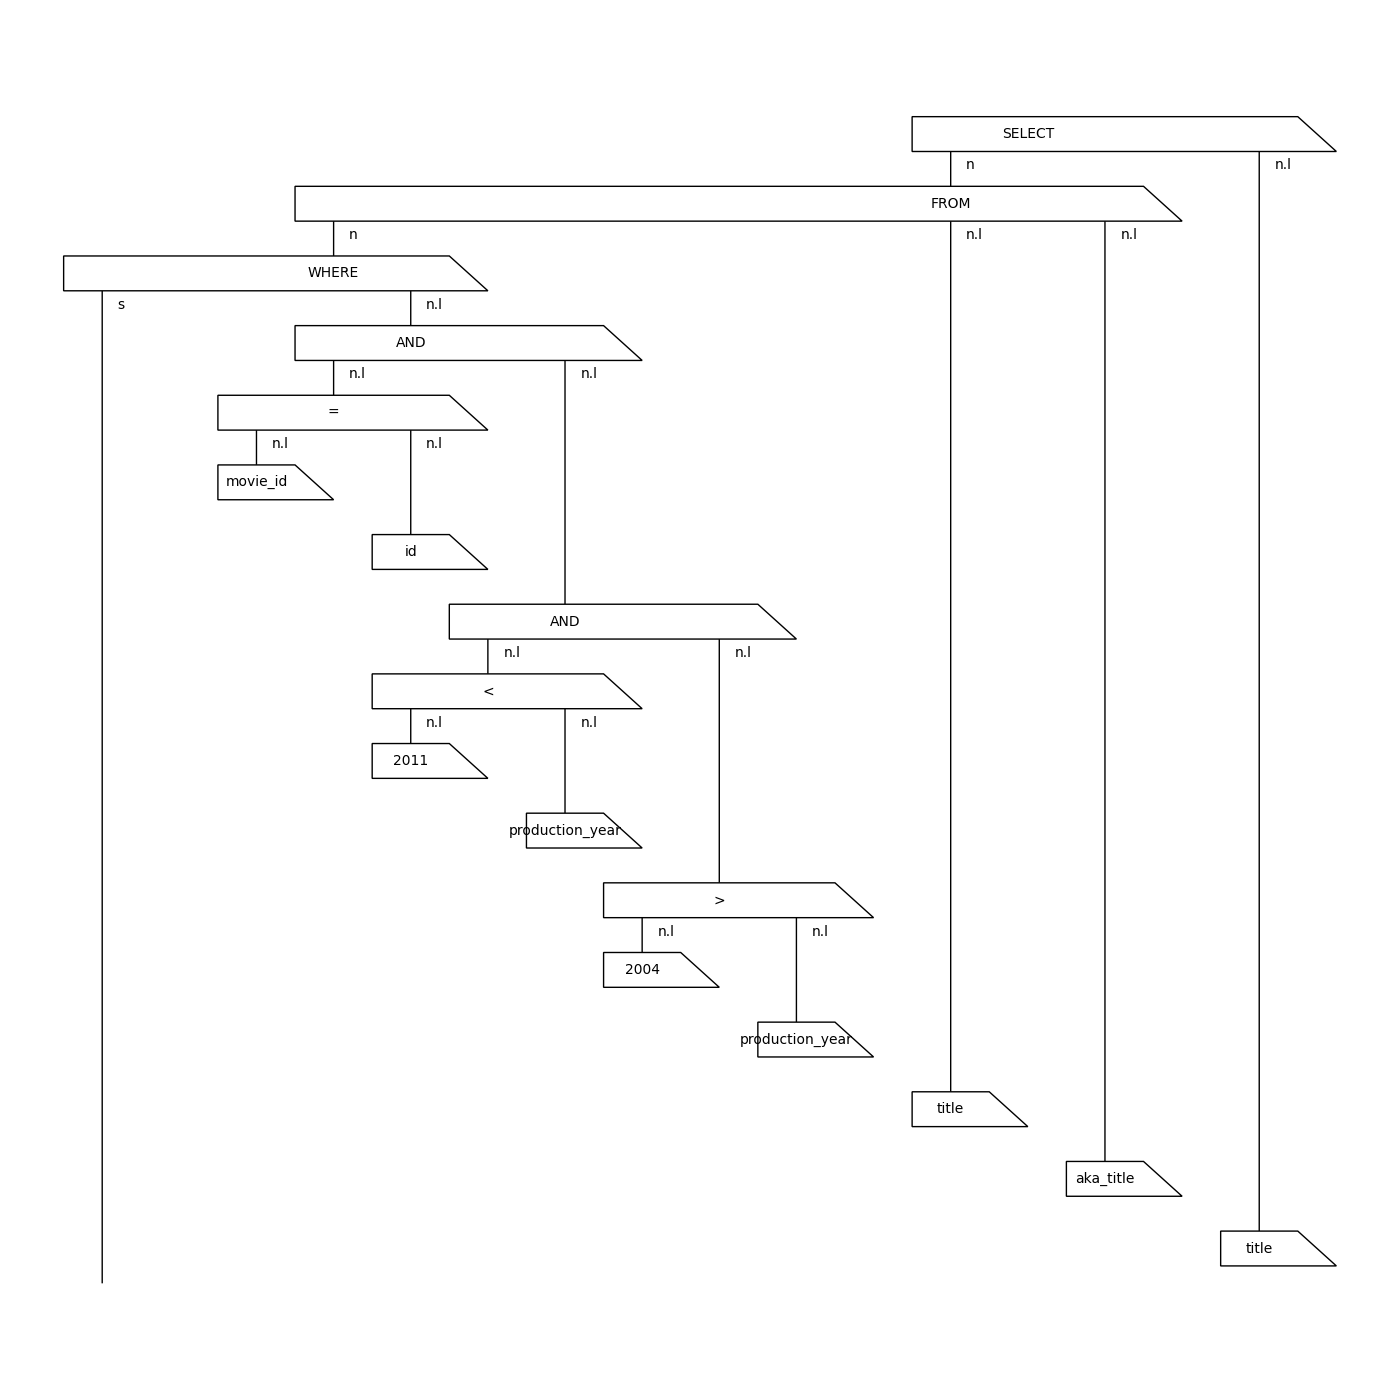 SELECT
n n.l
FROM
n n.l n.l
WHERE
s n.l
AND
n.l n.l
=
n.l n.l
movie_id
id
AND
n.l n.l
<
n.l n.l
2011
production_year
>
n.l n.l
2004
production_year
title
aka_title
title